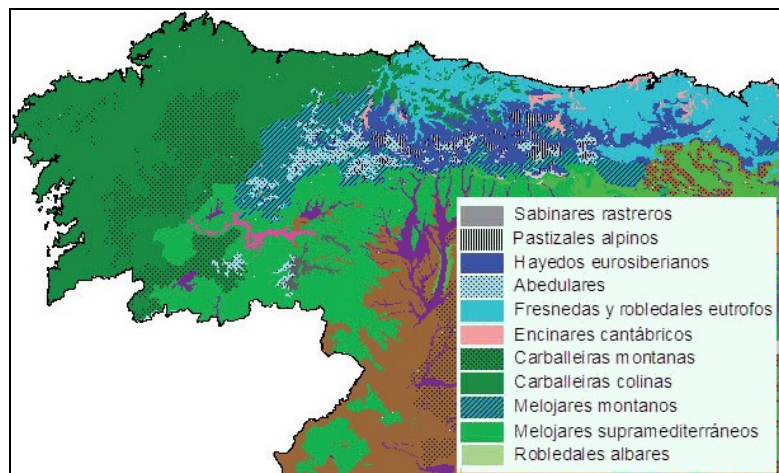 Sabinares rastreros
Pastizales alpinos
Hayedos eurosiberianos
Abedulares
Fresnedas y robledales eutrofos
Encinares cantábricos
Carballeiras montanas
Carballeiras colinas
Melojares montanos
Melojares supramediterráneos
Robledales albares